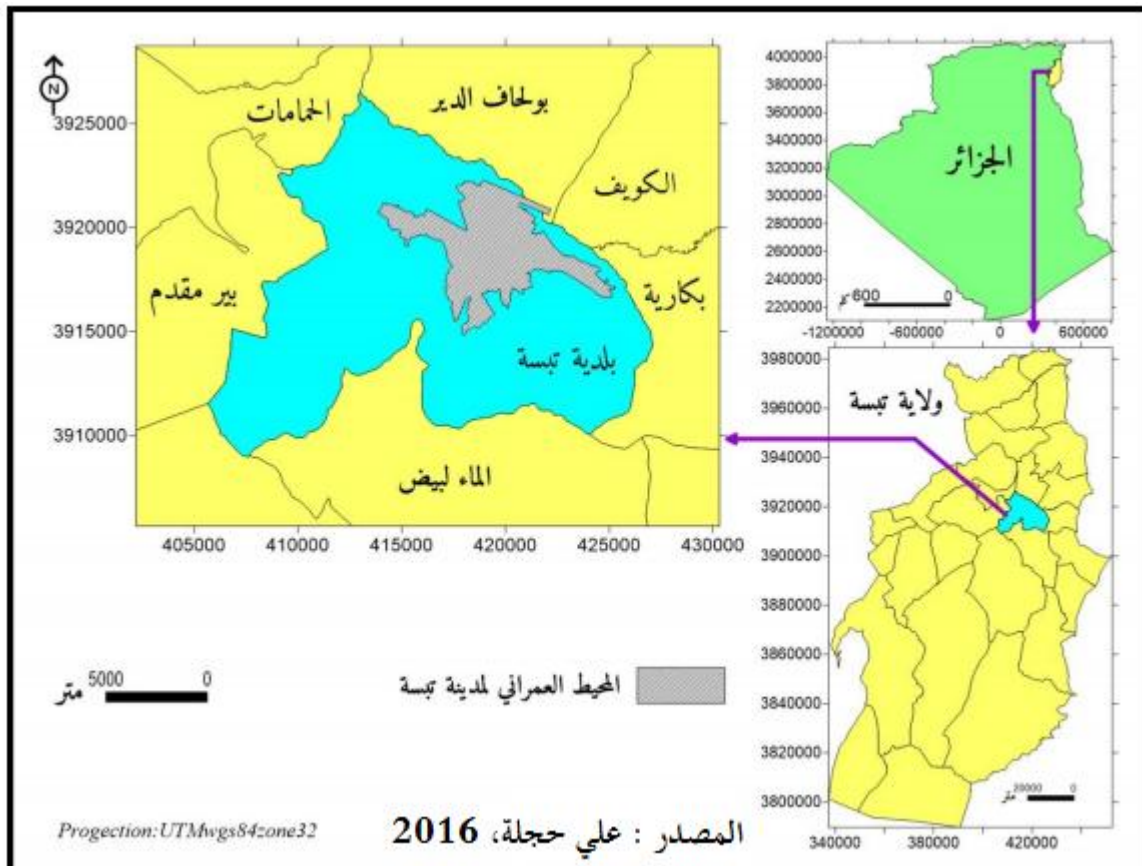 N
3925000
3920000
3915000
3910000
405000 410000 415000 420000 425000 430000
الحمامات
بولحاف الدير
الكويف
بكارية
بير مقدم
بلدية تبسة
الماء لبيض
5000 0 متر
المحيط العمراني لمدينة تبسة
Progection:UTMwgs84zone32
المصدر : علي حجلة، 2016
4000000
3800000
3600000
3400000
3200000
3000000
2800000
2600000
2400000
2200000
الجزائر
600 0 كم
-1200000 -600000 0 600000
3980000
3960000
3940000
3920000
3900000
3880000
3860000
3840000
3820000
3800000
ولاية تبسة
20000 0 متر
340000 380000 420000